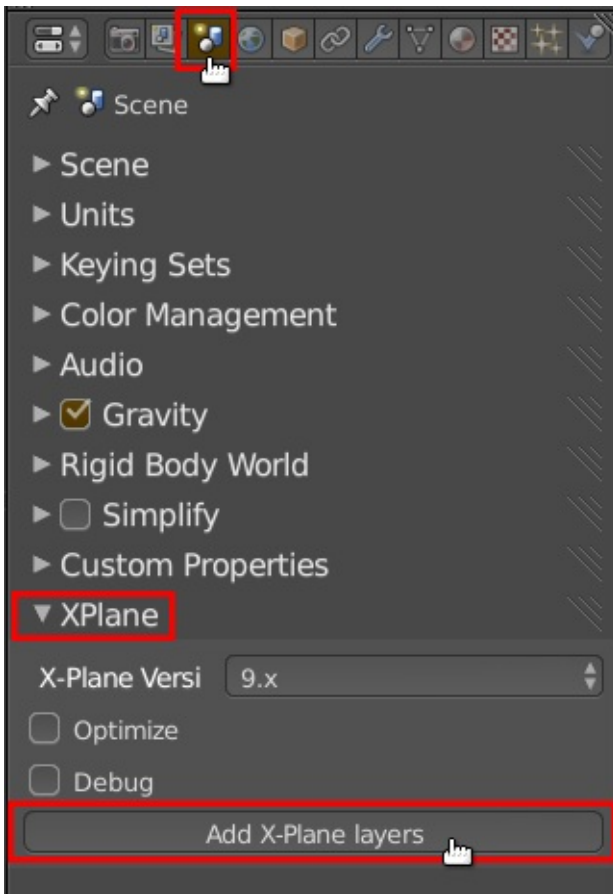 Scene
Scene
Units
Keying Sets
Color Management
Audio
Gravity
Rigid Body World
Simplify
Custom Properties
XPlane
X-Plane Versi 9.x
Optimize
Debug
Add X-Plane layers